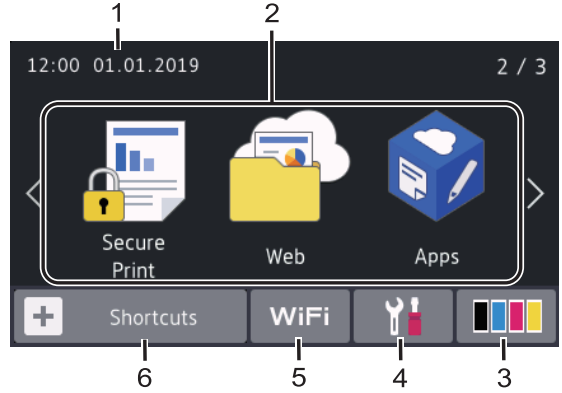 1
2
12:00 01.01.2019
2 / 3
Secure
Print
Web
Apps
+ Shortcuts
WiFi
6
5
4
3